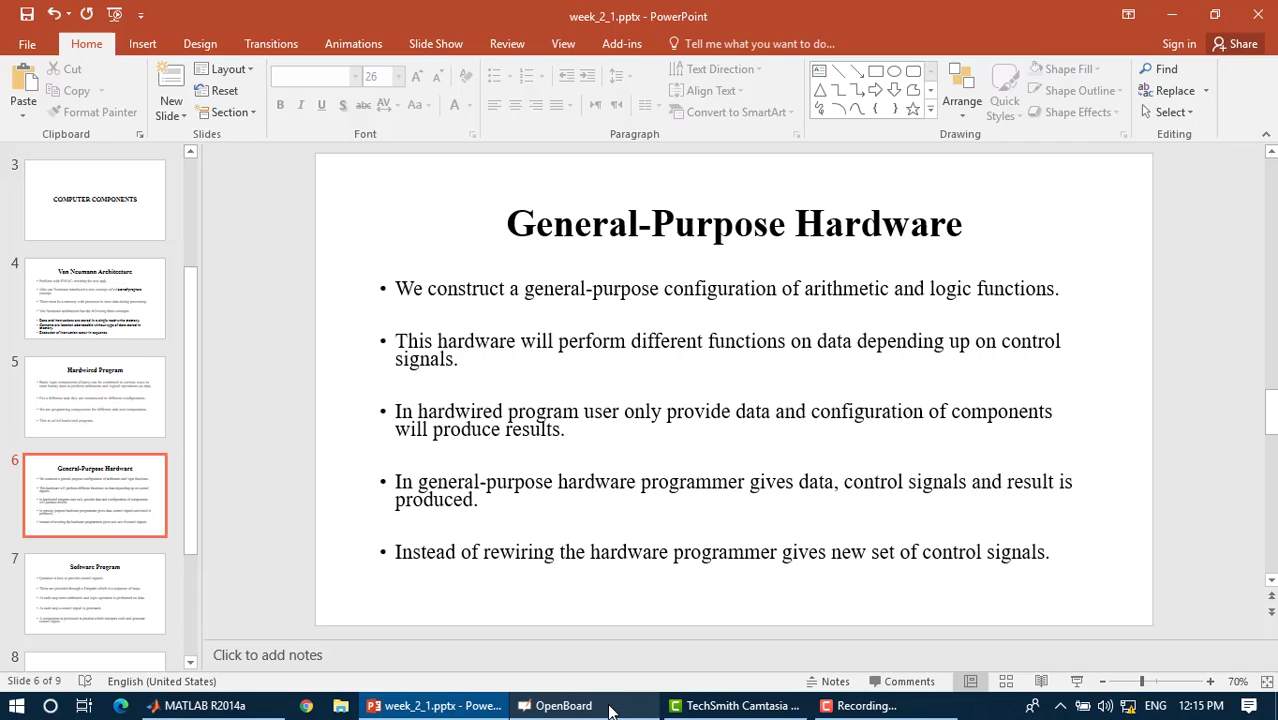 week_2_1.pptx - PowerPoint
File Home Insert Design Transitions Animations Slide Show Review View Add-ins Tell me what you want to do... Sign in Share
Paste
Cut
Copy
Format Painter
Clipboard
New
Slide
Layout
Reset
Section
Slides
26
B I U S abc AV Aa A
Font
Text Direction
Align Text
Convert to SmartArt
Paragraph
Arrange
Quick
Styles
Shape Fill
Shape Outline
Shape Effects
Drawing
Find
Replace
Select
Editing
3
COMPUTER COMPONENTS
4
Von Neumann Architecture
5
Hardwired Program
6
General-Purpose Hardware
7
Software Program
8
General-Purpose Hardware
• We construct a general-purpose configuration of arithmetic and logic functions.
• This hardware will perform different functions on data depending up on control
signals.
• In hardwired program user only provide data and configuration of components
will produce results.
• In general-purpose hardware programmer gives data, control signals and result is
produced.
• Instead of rewiring the hardware programmer gives new set of control signals.
Click to add notes
Slide 6 of 9 English (United States) Notes Comments 70%
MATLAB R2014a week_2_1.pptx - Powe... OpenBoard TechSmith Camtasia ... Recording... ENG 12:15 PM